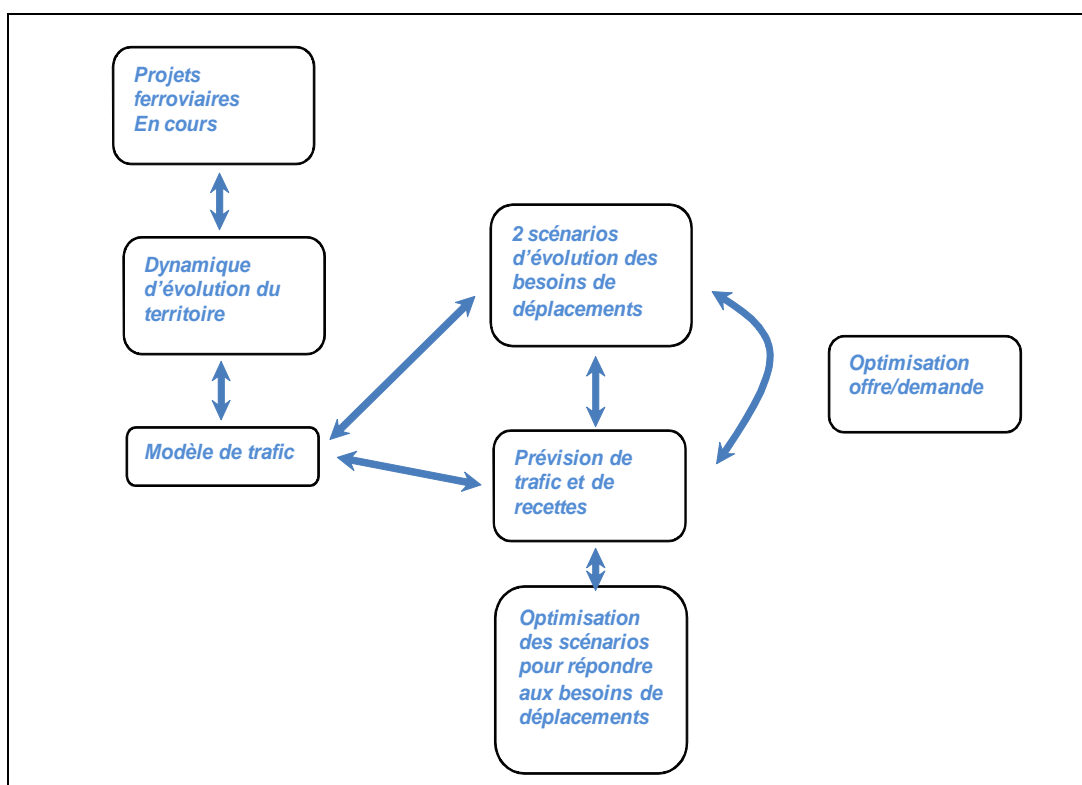 Projets
ferroviaires
En cours
Dynamique
d'évolution du
territoire
Modèle de trafic
2 scénarios
d'évolution des
besoins de
déplacements
Prévision de
trafic et de
recettes
Optimisation
des scénarios
pour répondre
aux besoins de
déplacements
Optimisation
offre/demande